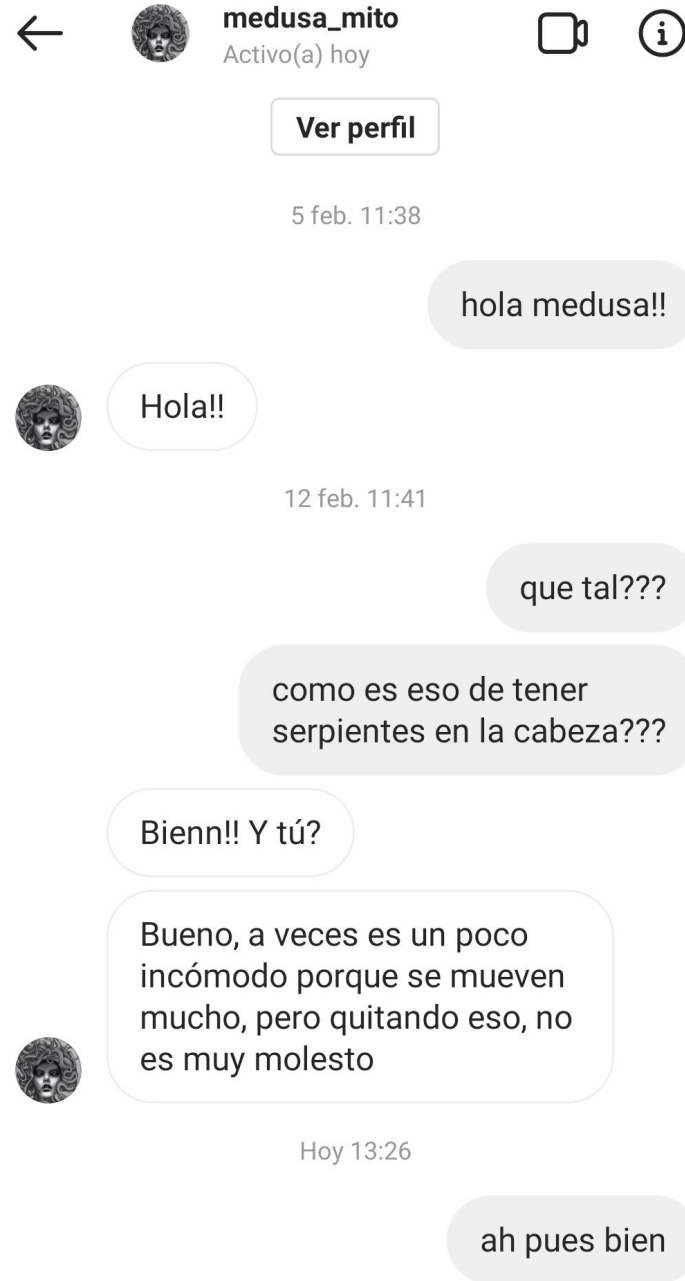 medusa_mito
Activo(a) hoy
Ver perfil
5 feb. 11:38
hola medusa!!
Hola!!
12 feb. 11:41
que tal???
como es eso de tener
serpientes en la cabeza???
Bienn!! Y tú?
Bueno, a veces es un poco
incómodo porque se mueven
mucho, pero quitando eso, no
es muy molesto
Hoy 13:26
ah pues bien